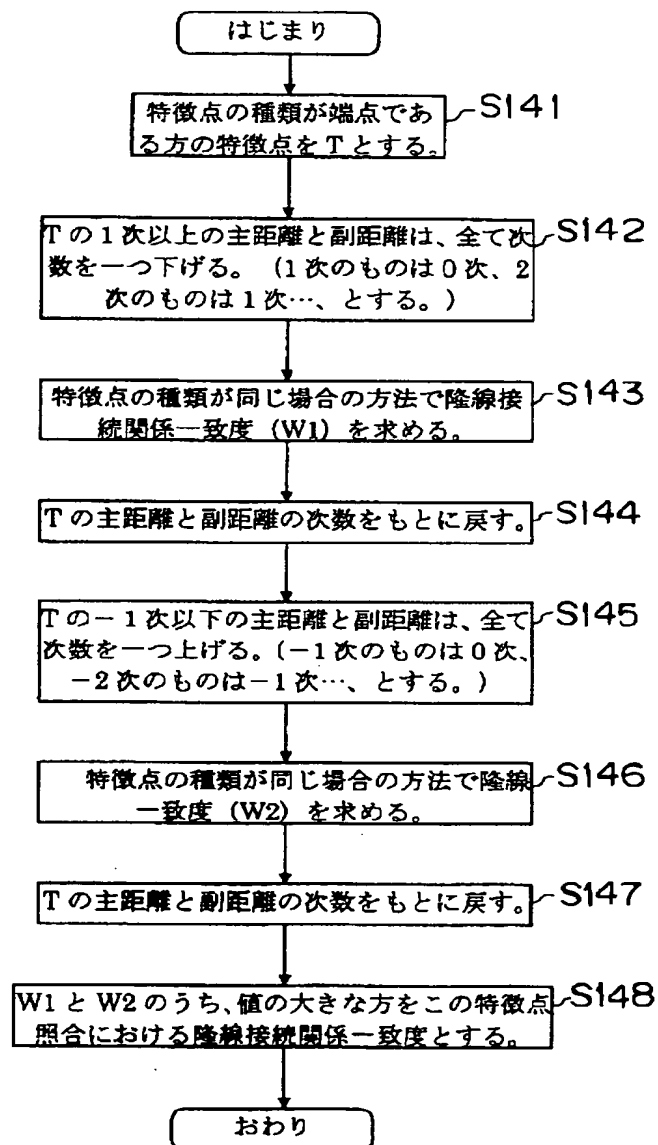 はじまり
特徴点の種類が端点であ
る方の特徴点をTとする。
S141
Tの1次以上の主距離と副距離は、全て次
数を一つ下げる。(1次のものは0次、2
次のものは1次…、とする。)
S142
特徴点の種類が同じ場合の方法で隆線接
続関係一致度(W1)を求める。
S143
Tの主距離と副距離の次数をもとに戻す。
S144
Tの-1次以下の主距離と副距離は、全て
次数を一つ上げる。(-1次のものは0次、
-2次のものは-1次…、とする。)
S145
特徴点の種類が同じ場合の方法で隆線
一致度(W2)を求める。
S146
Tの主距離と副距離の次数をもとに戻す。
S147
W1とW2のうち、値の大きな方をこの特徴点
照合における隆線接続関係一致度とする。
S148
おわり